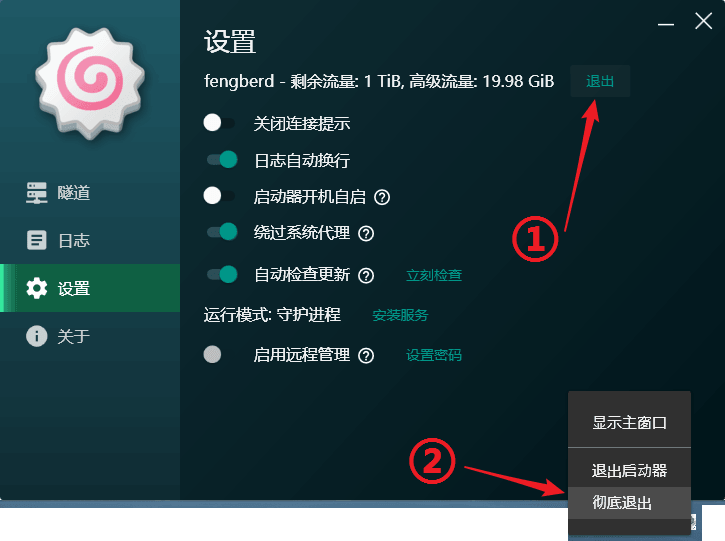 设置
fengberd - 剩余流量: 1 TiB, 高级流量: 19.98 GiB 退出
关闭连接提示
日志自动换行
启动器开机自启
绕过系统代理
自动检查更新 立刻检查
运行模式: 守护进程 安装服务
启用远程管理 设置密码
隧道
日志
设置
关于
①
②
显示主窗口
退出启动器
彻底退出